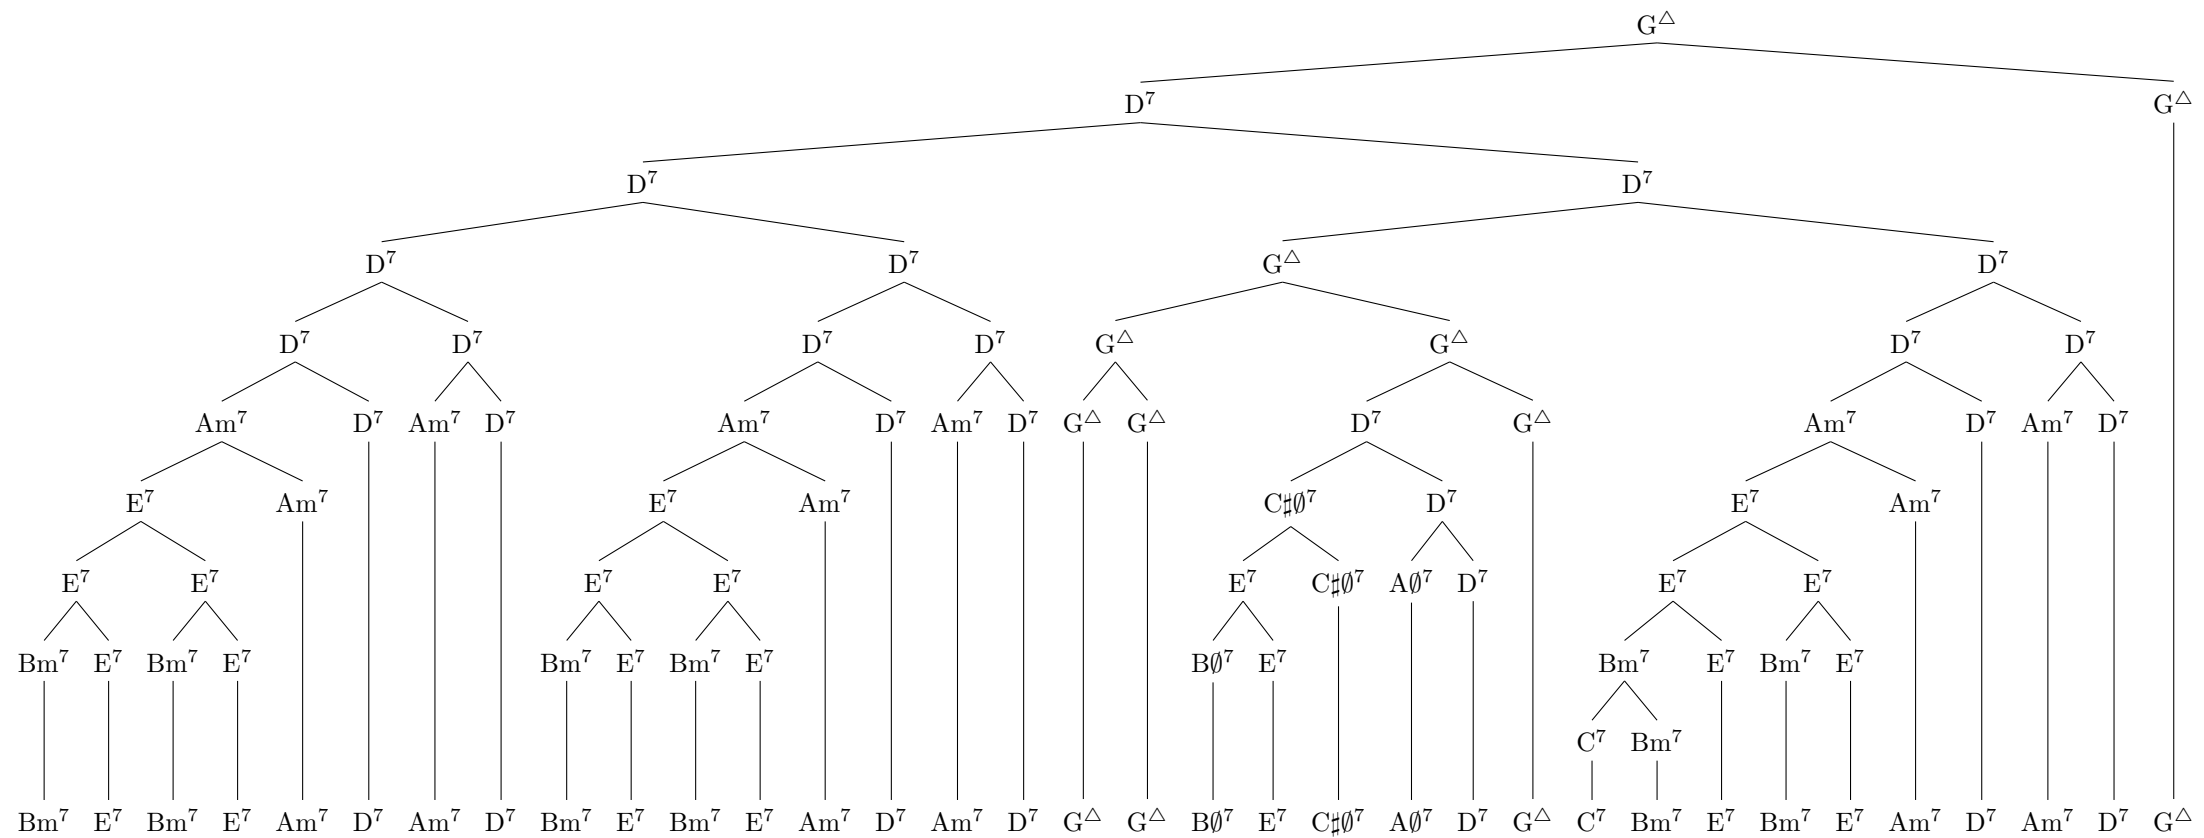 G△
D⁷ G△
D⁷ D⁷
D⁷ D⁷ G△ D⁷
D⁷ D⁷ D⁷ D⁷ G△ G△ D⁷ D⁷
Am⁷ D⁷ Am⁷ D⁷ Am⁷ D⁷ Am⁷ D⁷ G△ G△ D⁷ G△ Am⁷ D⁷ Am⁷ D⁷
E⁷ Am⁷ E⁷ Am⁷ C♯∅⁷ D⁷ E⁷ Am⁷
E⁷ E⁷ E⁷ E⁷ E⁷ C♯∅⁷ A∅⁷ D⁷ E⁷ E⁷
Bm⁷ E⁷ Bm⁷ E⁷ Bm⁷ E⁷ Bm⁷ E⁷ B∅⁷ E⁷ Bm⁷ E⁷ Bm⁷ E⁷
C⁷ Bm⁷
Bm⁷ E⁷ Bm⁷ E⁷ Am⁷ D⁷ Am⁷ D⁷ Bm⁷ E⁷ Bm⁷ E⁷ Am⁷ D⁷ Am⁷ D⁷ G△ G△ B∅⁷ E⁷ C♯∅⁷ A∅⁷ D⁷ G△ C⁷ Bm⁷ E⁷ Bm⁷ E⁷ Am⁷ D⁷ Am⁷ D⁷ G△